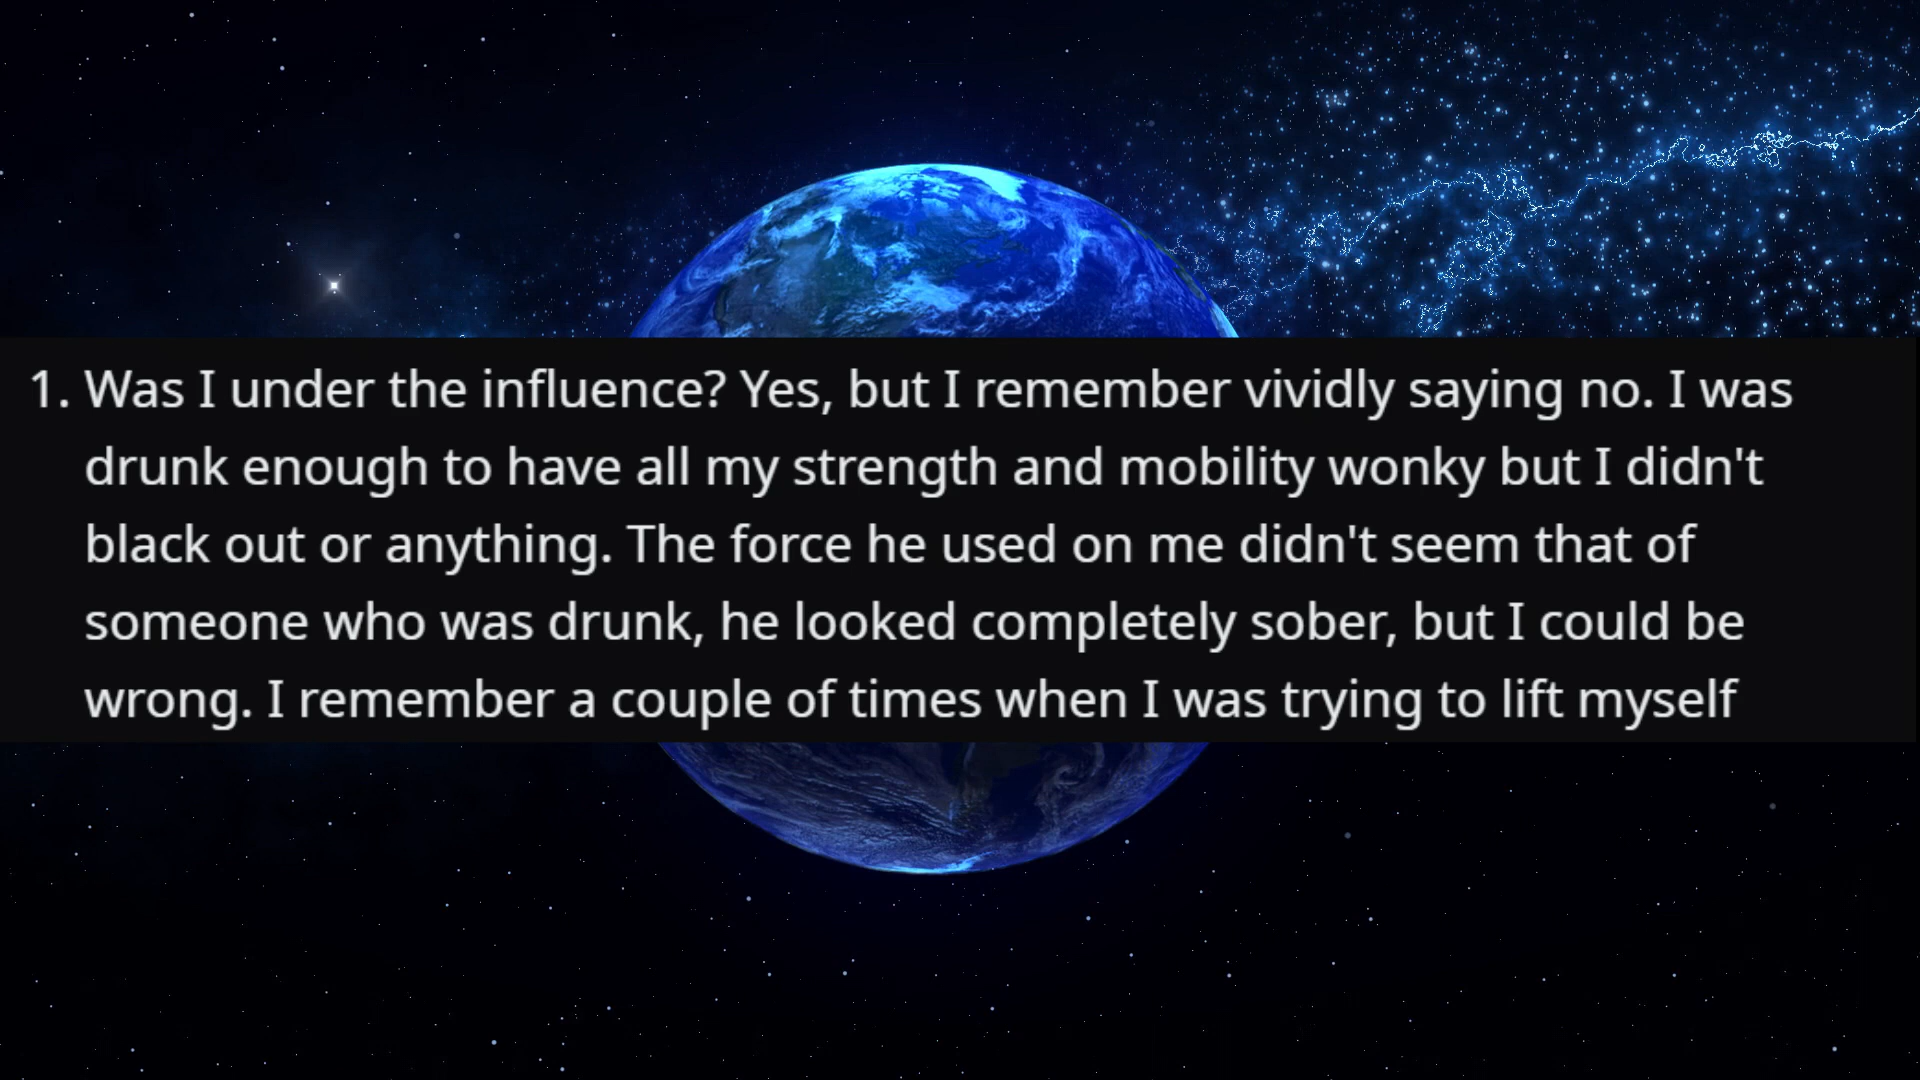 1. Was I under the influence? Yes, but I remember vividly saying no. I was
drunk enough to have all my strength and mobility wonky but I didn't
black out or anything. The force he used on me didn't seem that of
someone who was drunk, he looked completely sober, but I could be
wrong. I remember a couple of times when I was trying to lift myself